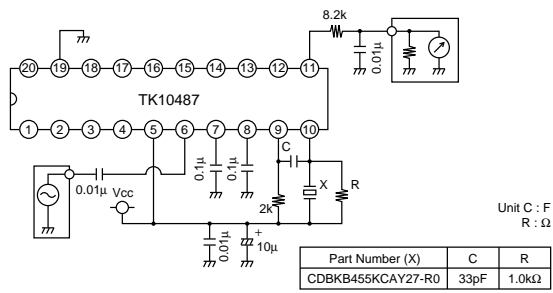 8.2k
0.01μ
20 19 18 17 16 15 14 13 12 11
TK10487
1 2 3 4 5 6 7 8 9 10
0.01μ
Vcc
0.1μ
0.1μ
C
2k
X
R
0.01μ
+
10μ
Unit C : F
R : Ω
Part Number (X) C R
CDBKB455KCAY27-R0 33pF 1.0kΩ